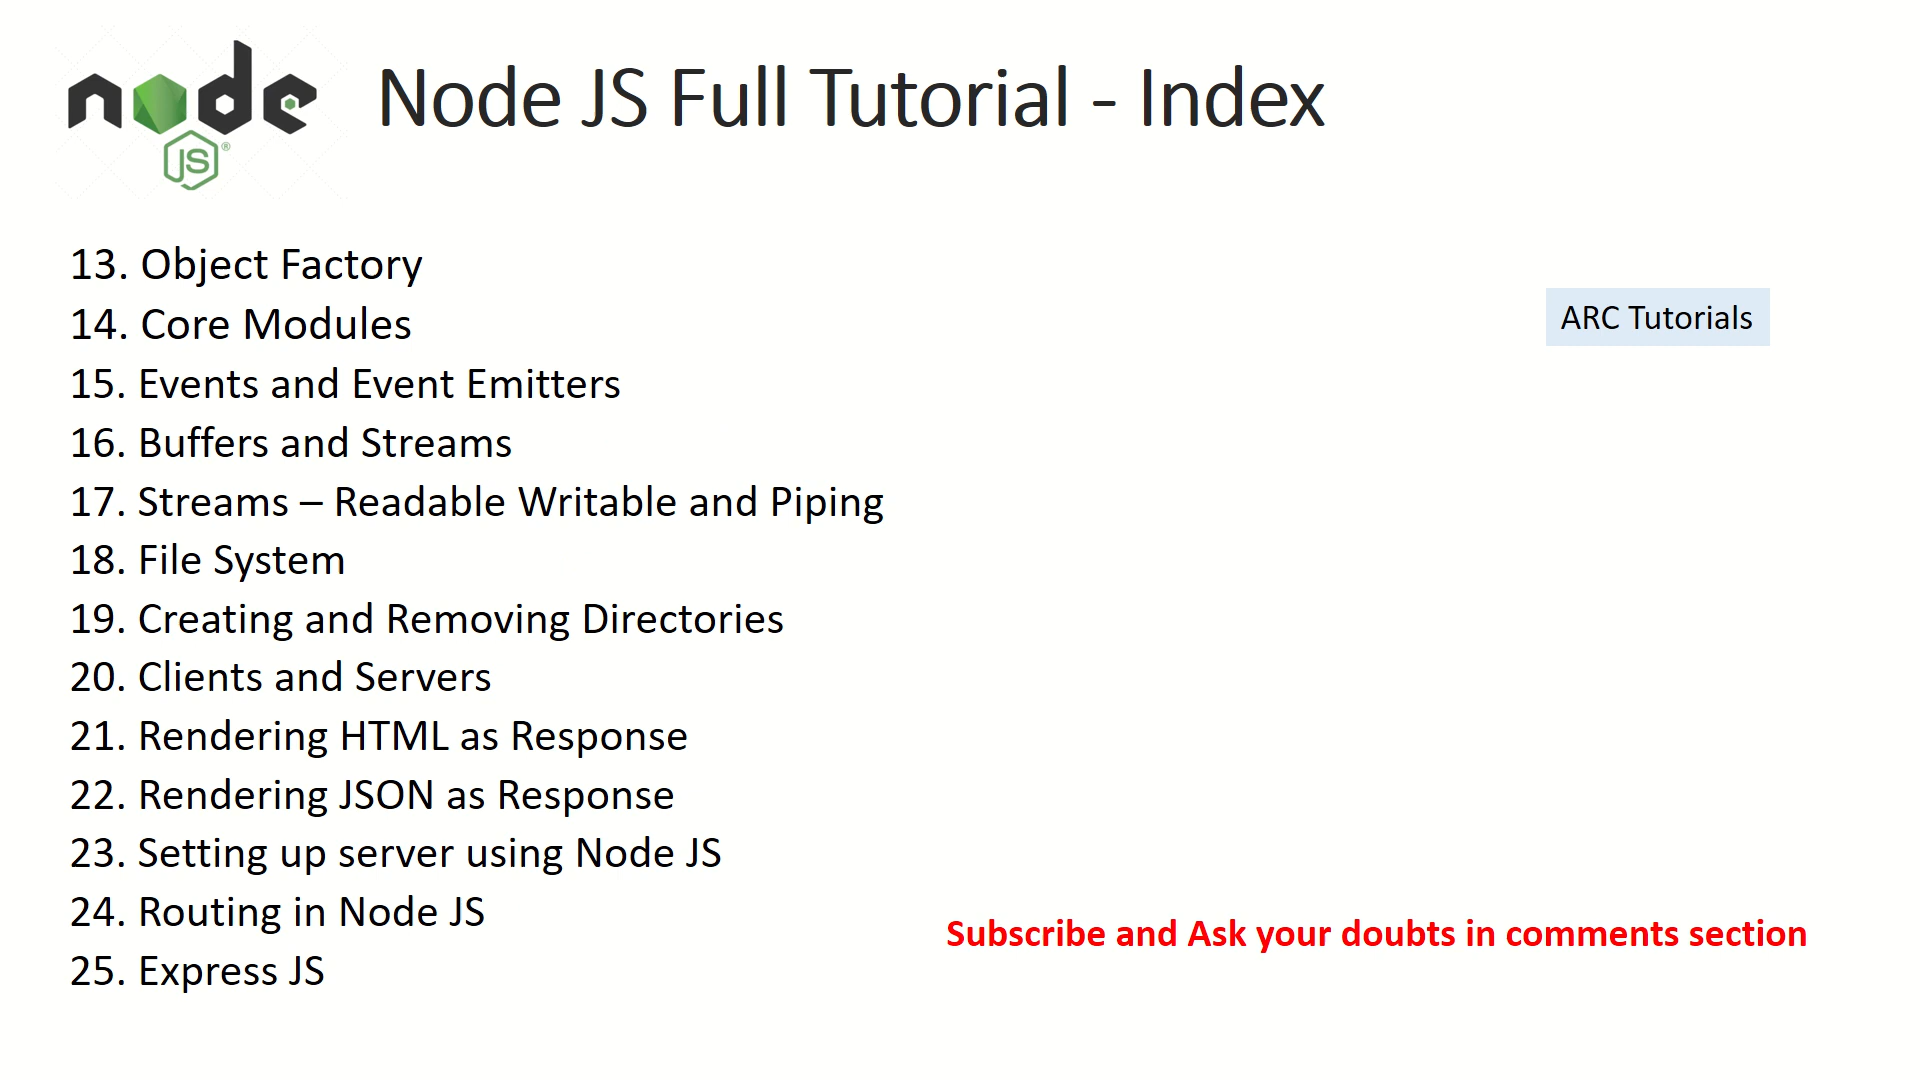 node
JS®
Node JS Full Tutorial - Index
13. Object Factory
14. Core Modules
15. Events and Event Emitters
16. Buffers and Streams
17. Streams – Readable Writable and Piping
18. File System
19. Creating and Removing Directories
20. Clients and Servers
21. Rendering HTML as Response
22. Rendering JSON as Response
23. Setting up server using Node JS
24. Routing in Node JS
25. Express JS
ARC Tutorials
Subscribe and Ask your doubts in comments section